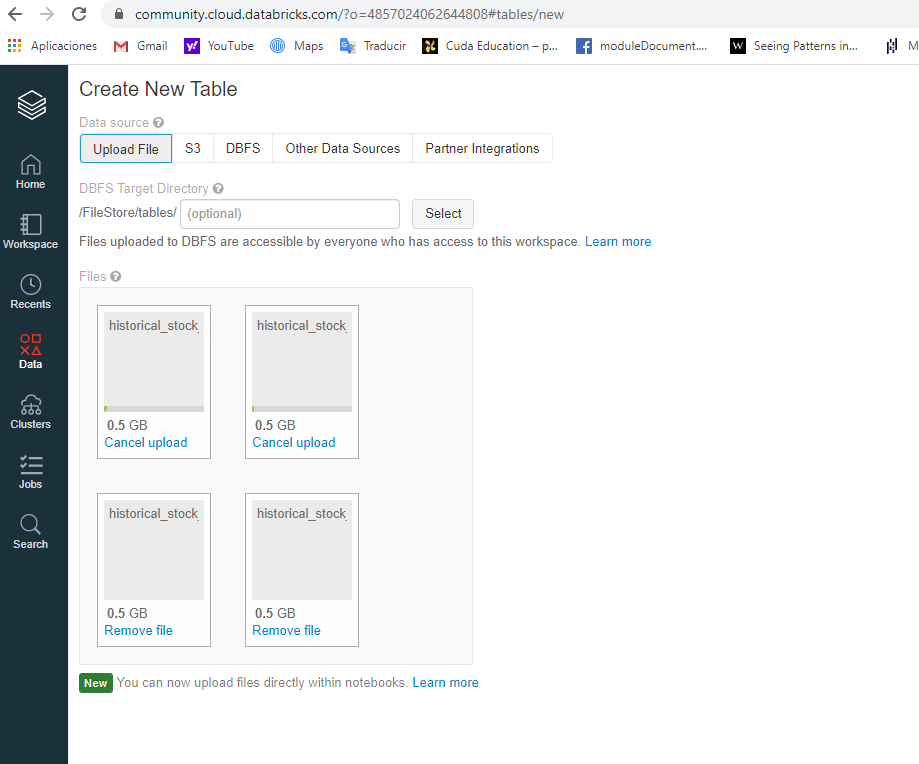 community.cloud.databricks.com/?o=4857024062644808#tables/new
Aplicaciones Gmail YouTube Maps Traducir Cuda Education – p... moduleDocument.... W Seeing Patterns in... M
Create New Table
Data source ?
Upload File S3 DBFS Other Data Sources Partner Integrations
Home
DBFS Target Directory ?
/FileStore/tables/ (optional) Select
Workspace
Files uploaded to DBFS are accessible by everyone who has access to this workspace. Learn more
Files ?
Recents
historical_stock_ historical_stock_
Data
0.5 GB 0.5 GB
Clusters
Cancel upload Cancel upload
Jobs
historical_stock_ historical_stock_
Search
0.5 GB 0.5 GB
Remove file Remove file
New You can now upload files directly within notebooks. Learn more